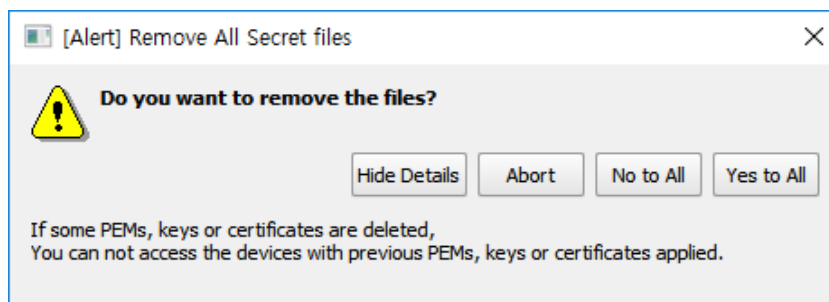 [Alert] Remove All Secret files
Do you want to remove the files?
Hide Details Abort No to All Yes to All
If some PEMs, keys or certificates are deleted,
You can not access the devices with previous PEMs, keys or certificates applied.